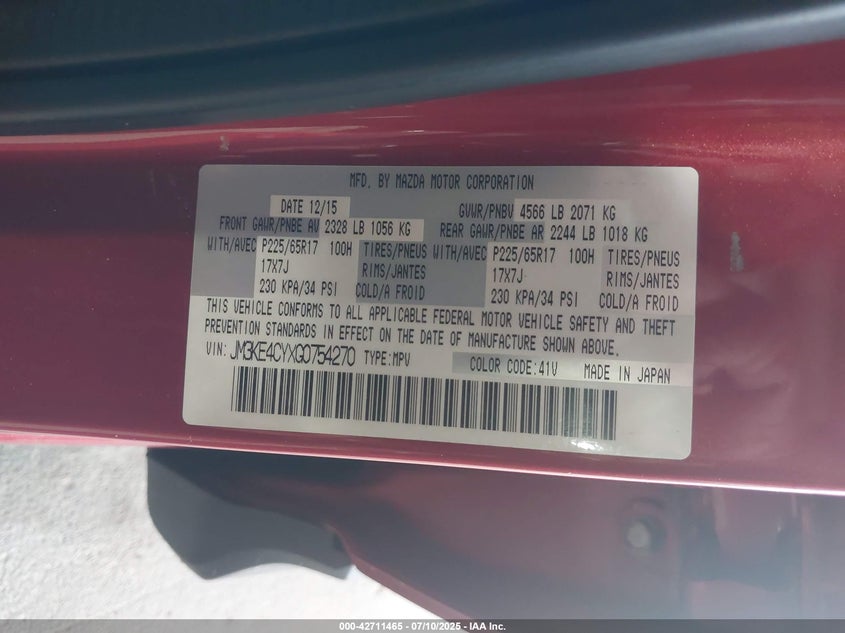 MFD. BY MAZDA MOTOR CORPORATION
DATE 12/15 GVWR/PNBV 4566 LB 2071 KG
FRONT GAWR/PNBE AV 2328 LB 1056 KG REAR GAWR/PNBE AR 2244 LB 1018 KG
WITH/AVEC P225/65R17 100H TIRES/PNEUS WITH/AVEC P225/65R17 100H TIRES/PNEUS
17X7J RIMS/JANTES 17X7J RIMS/JANTES
230 KPA/34 PSI COLD/A FROID 230 KPA/34 PSI COLD/A FROID
THIS VEHICLE CONFORMS TO ALL APPLICABLE FEDERAL MOTOR VEHICLE SAFETY AND THEFT
PREVENTION STANDARDS IN EFFECT ON THE DATE OF MANUFACTURE SHOWN ABOVE.
VIN: JM3KE4CYXG0754270 TYPE:MPV COLOR CODE:41V MADE IN JAPAN
000-42711465 - 07/10/2025 - IAA Inc.